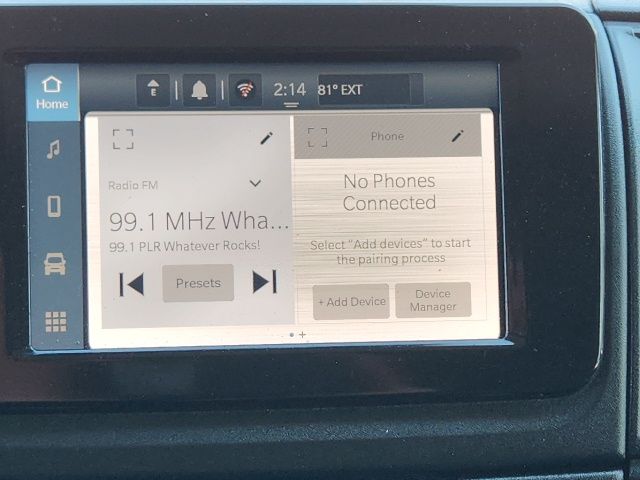 E
2:14
81° EXT
Home
Radio FM
99.1 MHz Wha...
99.1 PLR Whatever Rocks!
Presets
Phone
No Phones
Connected
Select "Add devices" to start
the pairing process
+ Add Device
Device
Manager
+